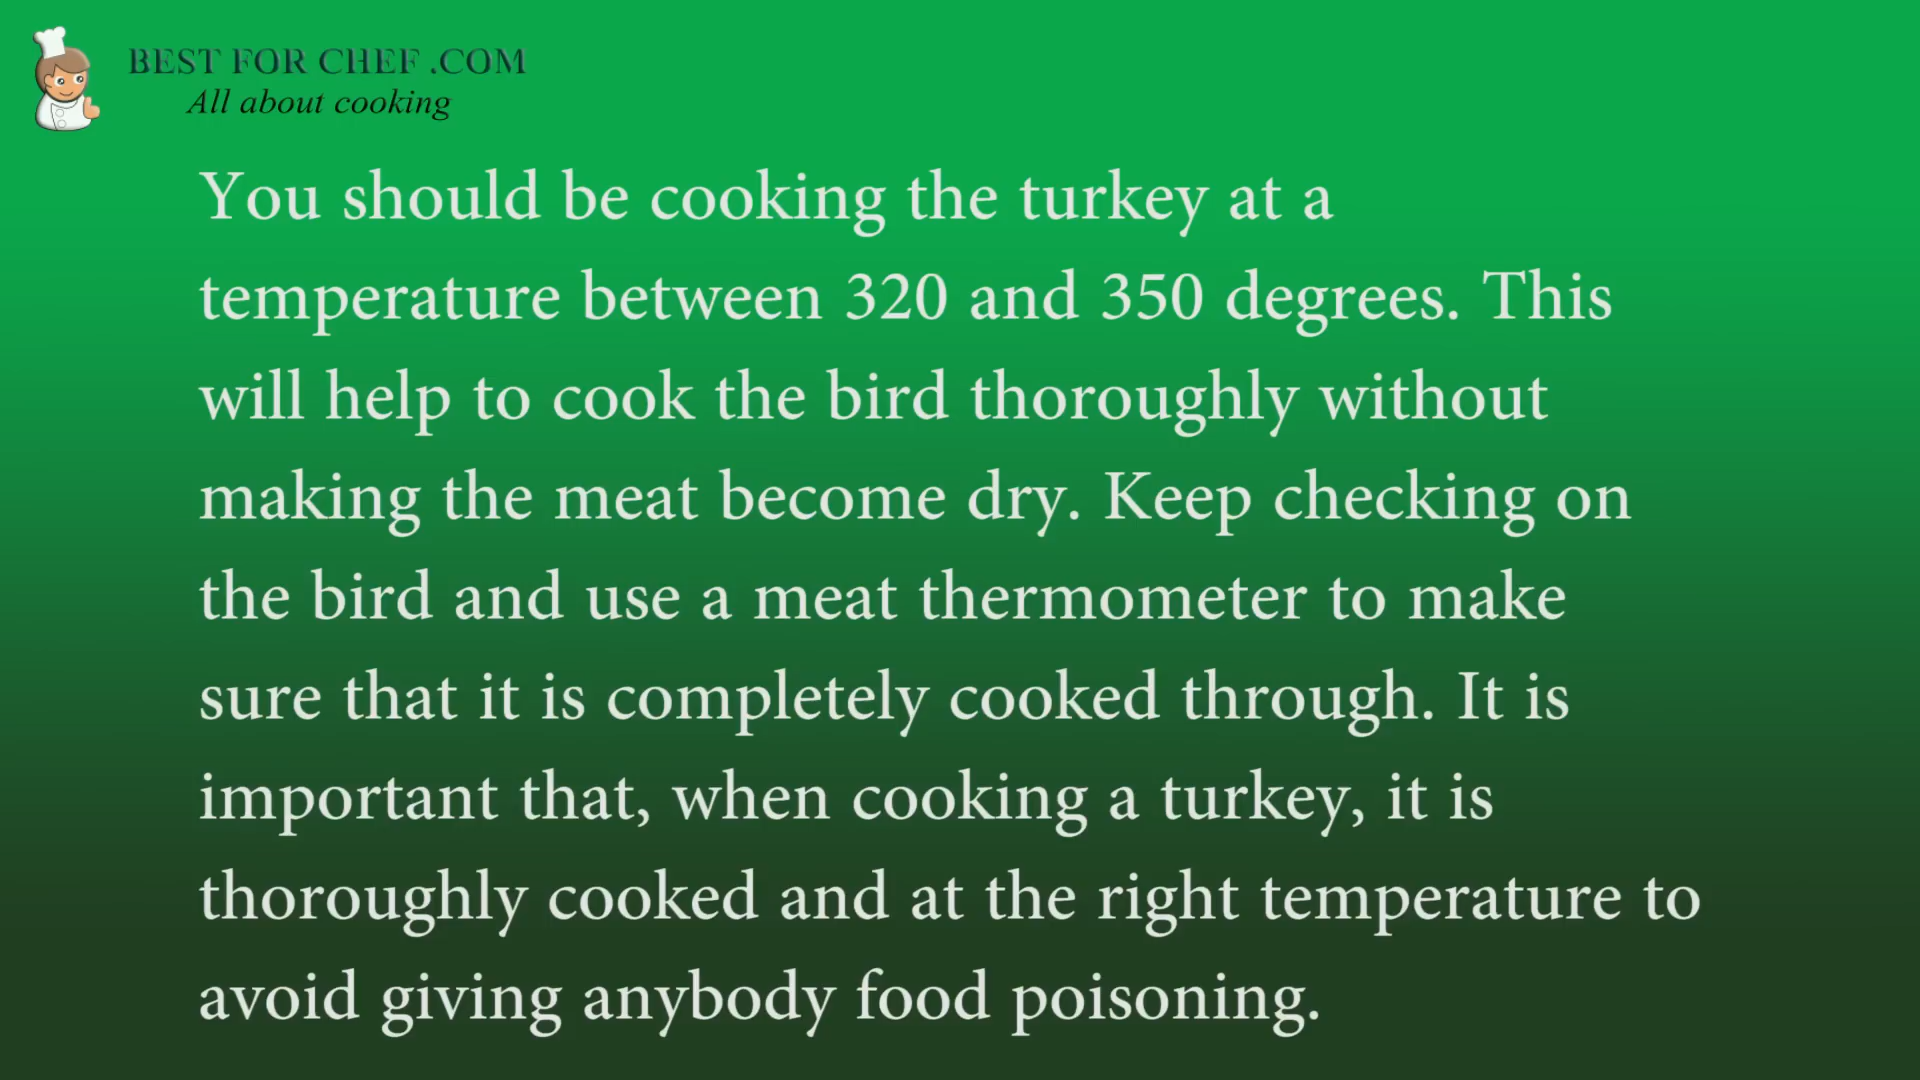 BEST FOR CHEF .COM
All about cooking
You should be cooking the turkey at a
temperature between 320 and 350 degrees. This
will help to cook the bird thoroughly without
making the meat become dry. Keep checking on
the bird and use a meat thermometer to make
sure that it is completely cooked through. It is
important that, when cooking a turkey, it is
thoroughly cooked and at the right temperature to
avoid giving anybody food poisoning.